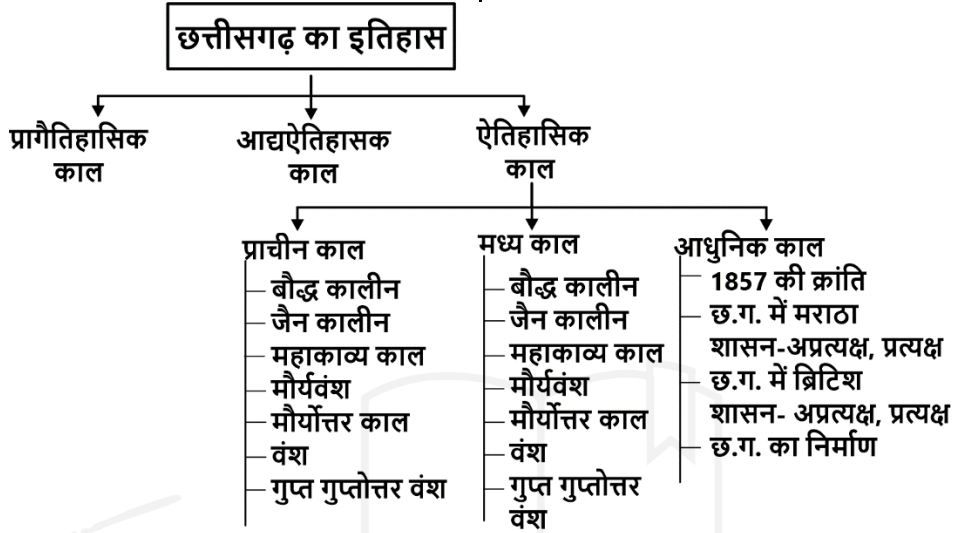 छत्तीसगढ़ का इतिहास
प्रागैतिहासिक
काल
आद्यऐतिहासक
काल
ऐतिहासिक
काल
प्राचीन काल
बौद्ध कालीन
जैन कालीन
महाकाव्य काल
मौर्यवंश
मौर्योत्तर काल
वंश
गुप्त गुप्तोत्तर वंश
मध्य काल
बौद्ध कालीन
जैन कालीन
महाकाव्य काल
मौर्यवंश
मौर्योत्तर काल
वंश
गुप्त गुप्तोत्तर
वंश
आधुनिक काल
1857 की क्रांति
छ.ग. में मराठा
शासन-अप्रत्यक्ष, प्रत्यक्ष
छ.ग. में ब्रिटिश
शासन- अप्रत्यक्ष, प्रत्यक्ष
छ.ग. का निर्माण